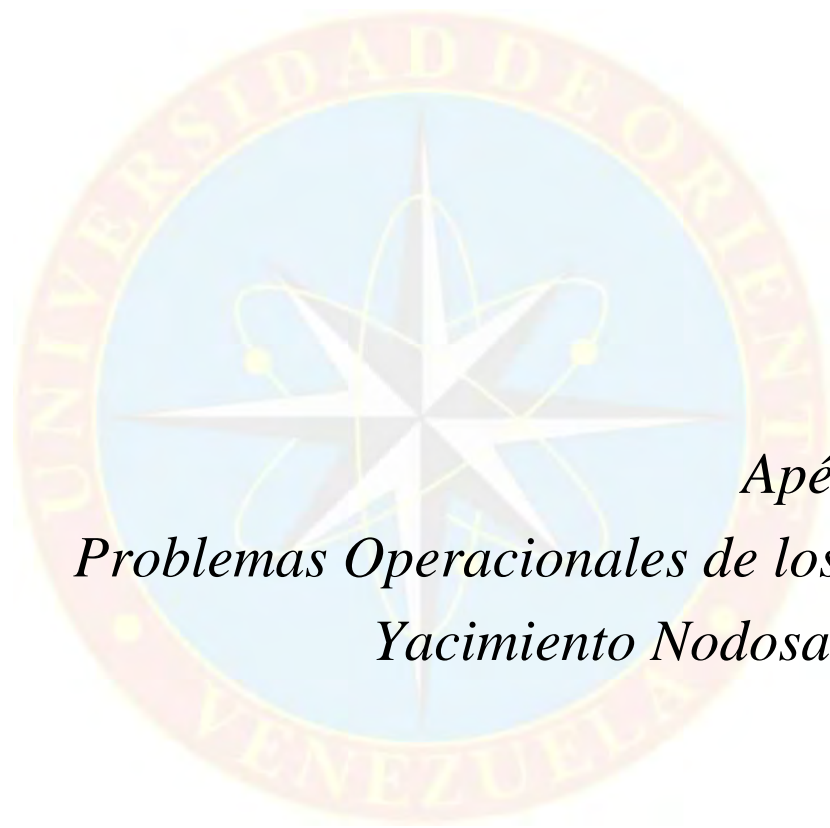 UNIVERSIDAD DE ORIENTE
Apé
Problemas Operacionales de los
Yacimiento Nodosa
VENEZUELA